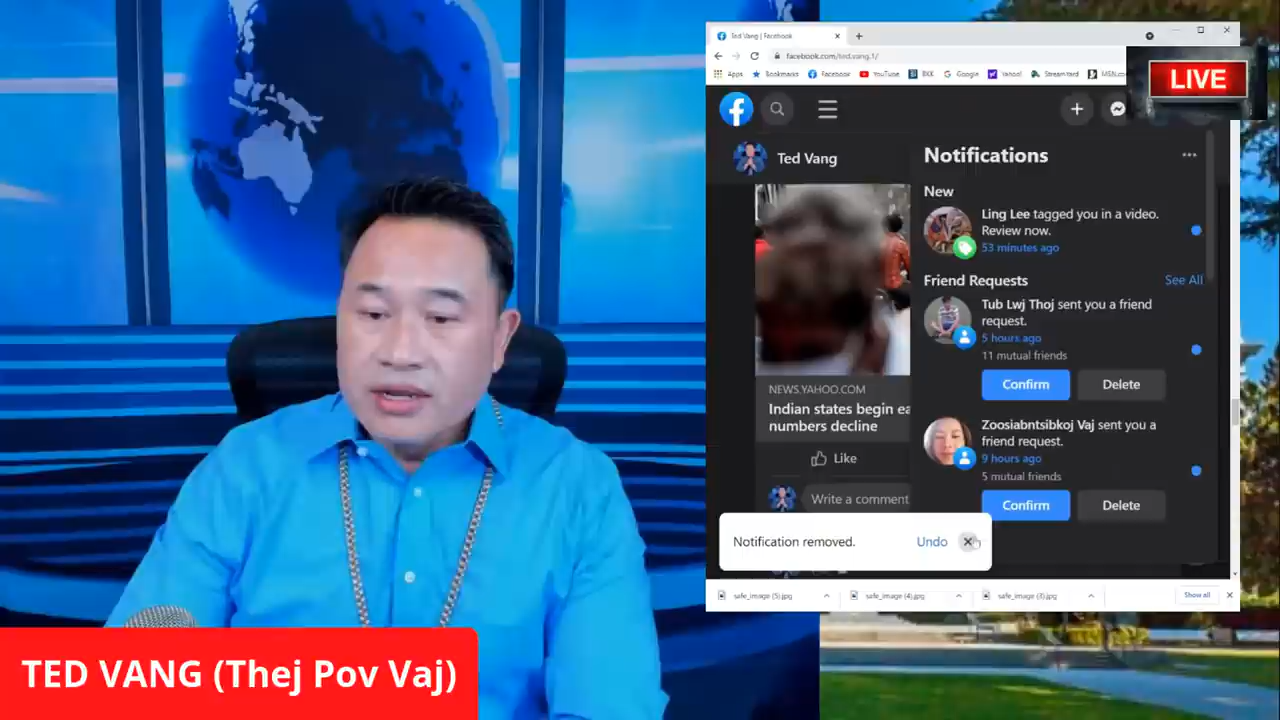 Ted Vang | Facebook
facebook.com/ted.vang.1/
Apps
Bookmarks
Facebook
YouTube
BKK
Google
Yahoo!
StreamYard
MSN.co
LIVE
Ted Vang
Notifications
New
Ling Lee tagged you in a video.
Review now.
53 minutes ago
Friend Requests
See All
Tub Lwj Thoj sent you a friend
request.
5 hours ago
11 mutual friends
Confirm
Delete
Zoosiabntsibkoj Vaj sent you a
friend request.
9 hours ago
5 mutual friends
Confirm
Delete
NEWS.YAHOO.COM
Indian states begin ea
numbers decline
Like
Write a comment
Notification removed.
Undo
safe_image (5).jpg
safe_image (4).jpg
safe_image (3).jpg
Show all
TED VANG (Thej Pov Vaj)